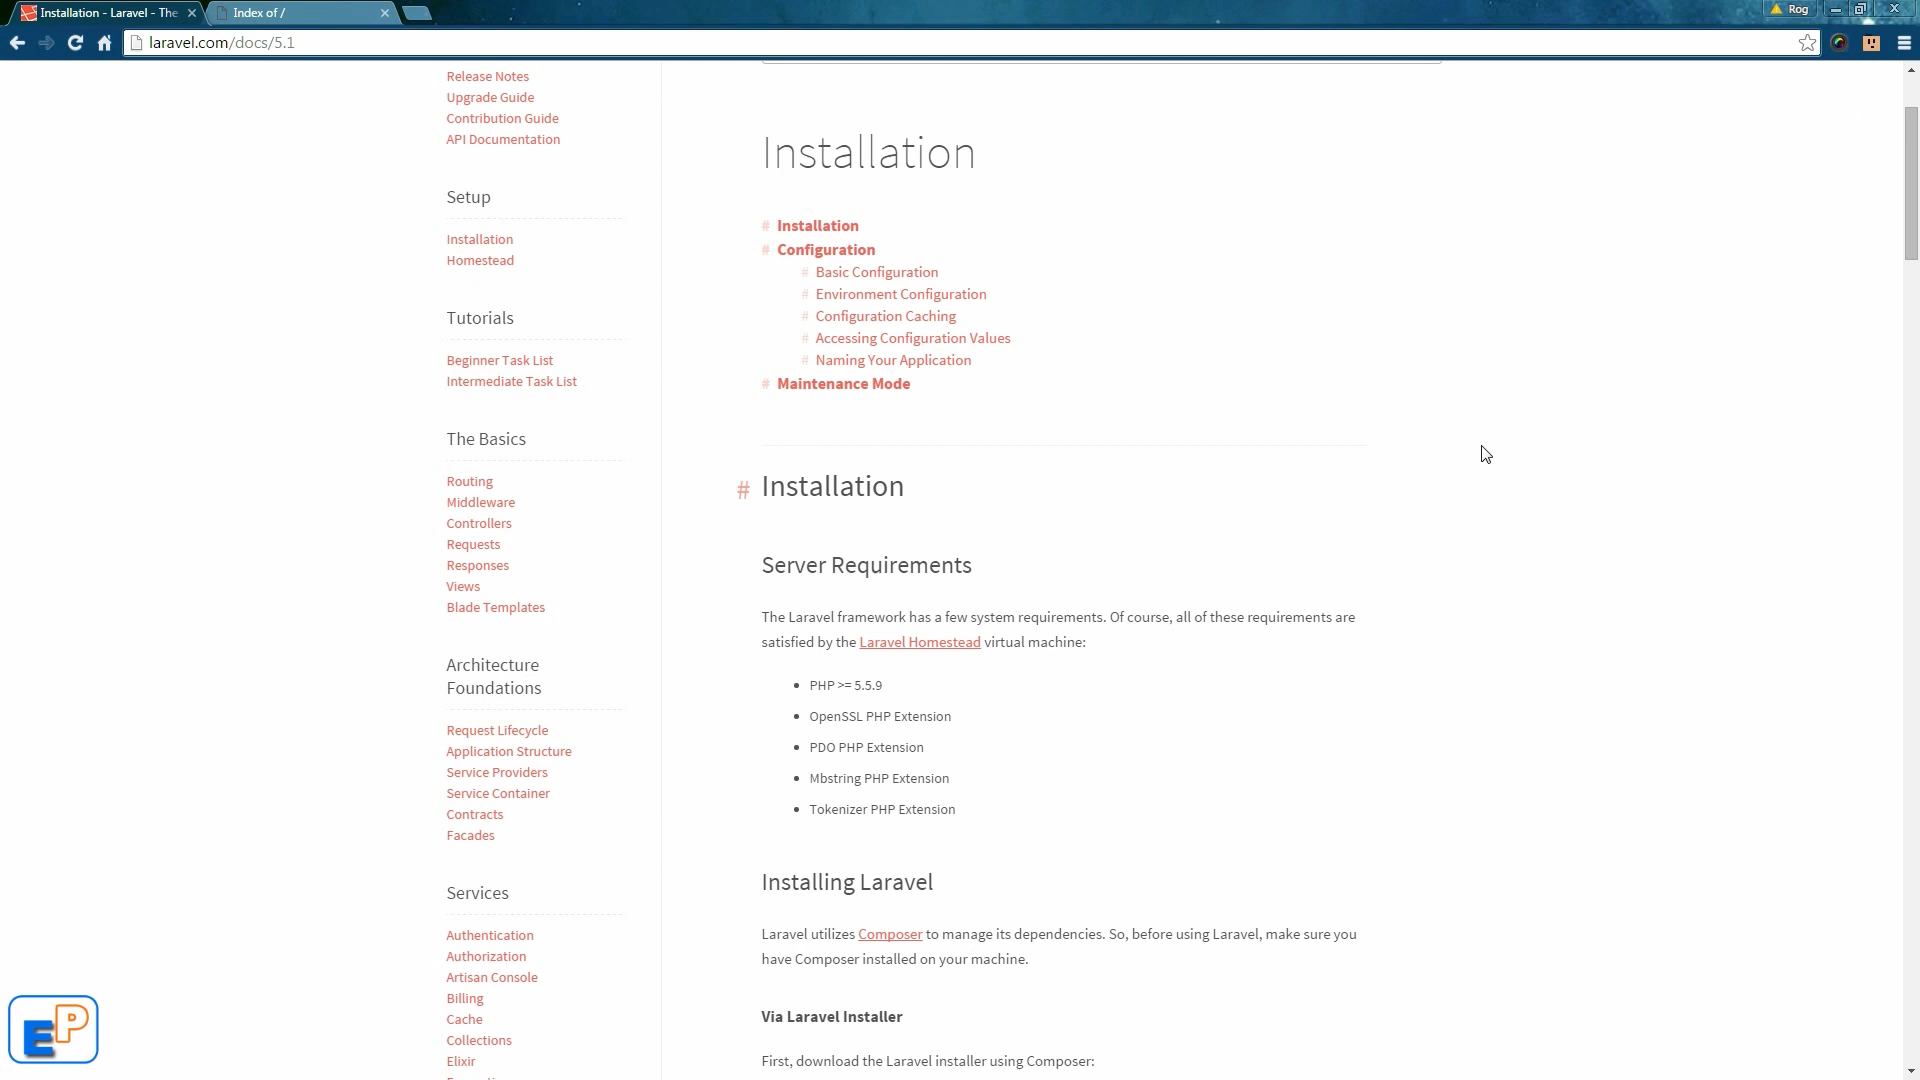 Installation - Laravel - The
Index of /
Rog
laravel.com/docs/5.1
Release Notes
Upgrade Guide
Contribution Guide
API Documentation
Setup
Installation
Homestead
Tutorials
Beginner Task List
Intermediate Task List
The Basics
Routing
Middleware
Controllers
Requests
Responses
Views
Blade Templates
Architecture
Foundations
Request Lifecycle
Application Structure
Service Providers
Service Container
Contracts
Facades
Services
Authentication
Authorization
Artisan Console
Billing
Cache
Collections
Elixir
Installation
# Installation
# Configuration
# Basic Configuration
# Environment Configuration
# Configuration Caching
# Accessing Configuration Values
# Naming Your Application
# Maintenance Mode
# Installation
Server Requirements
The Laravel framework has a few system requirements. Of course, all of these requirements are
satisfied by the Laravel Homestead virtual machine:
• PHP >= 5.5.9
• OpenSSL PHP Extension
• PDO PHP Extension
• Mbstring PHP Extension
• Tokenizer PHP Extension
Installing Laravel
Laravel utilizes Composer to manage its dependencies. So, before using Laravel, make sure you
have Composer installed on your machine.
Via Laravel Installer
First, download the Laravel installer using Composer:
EP